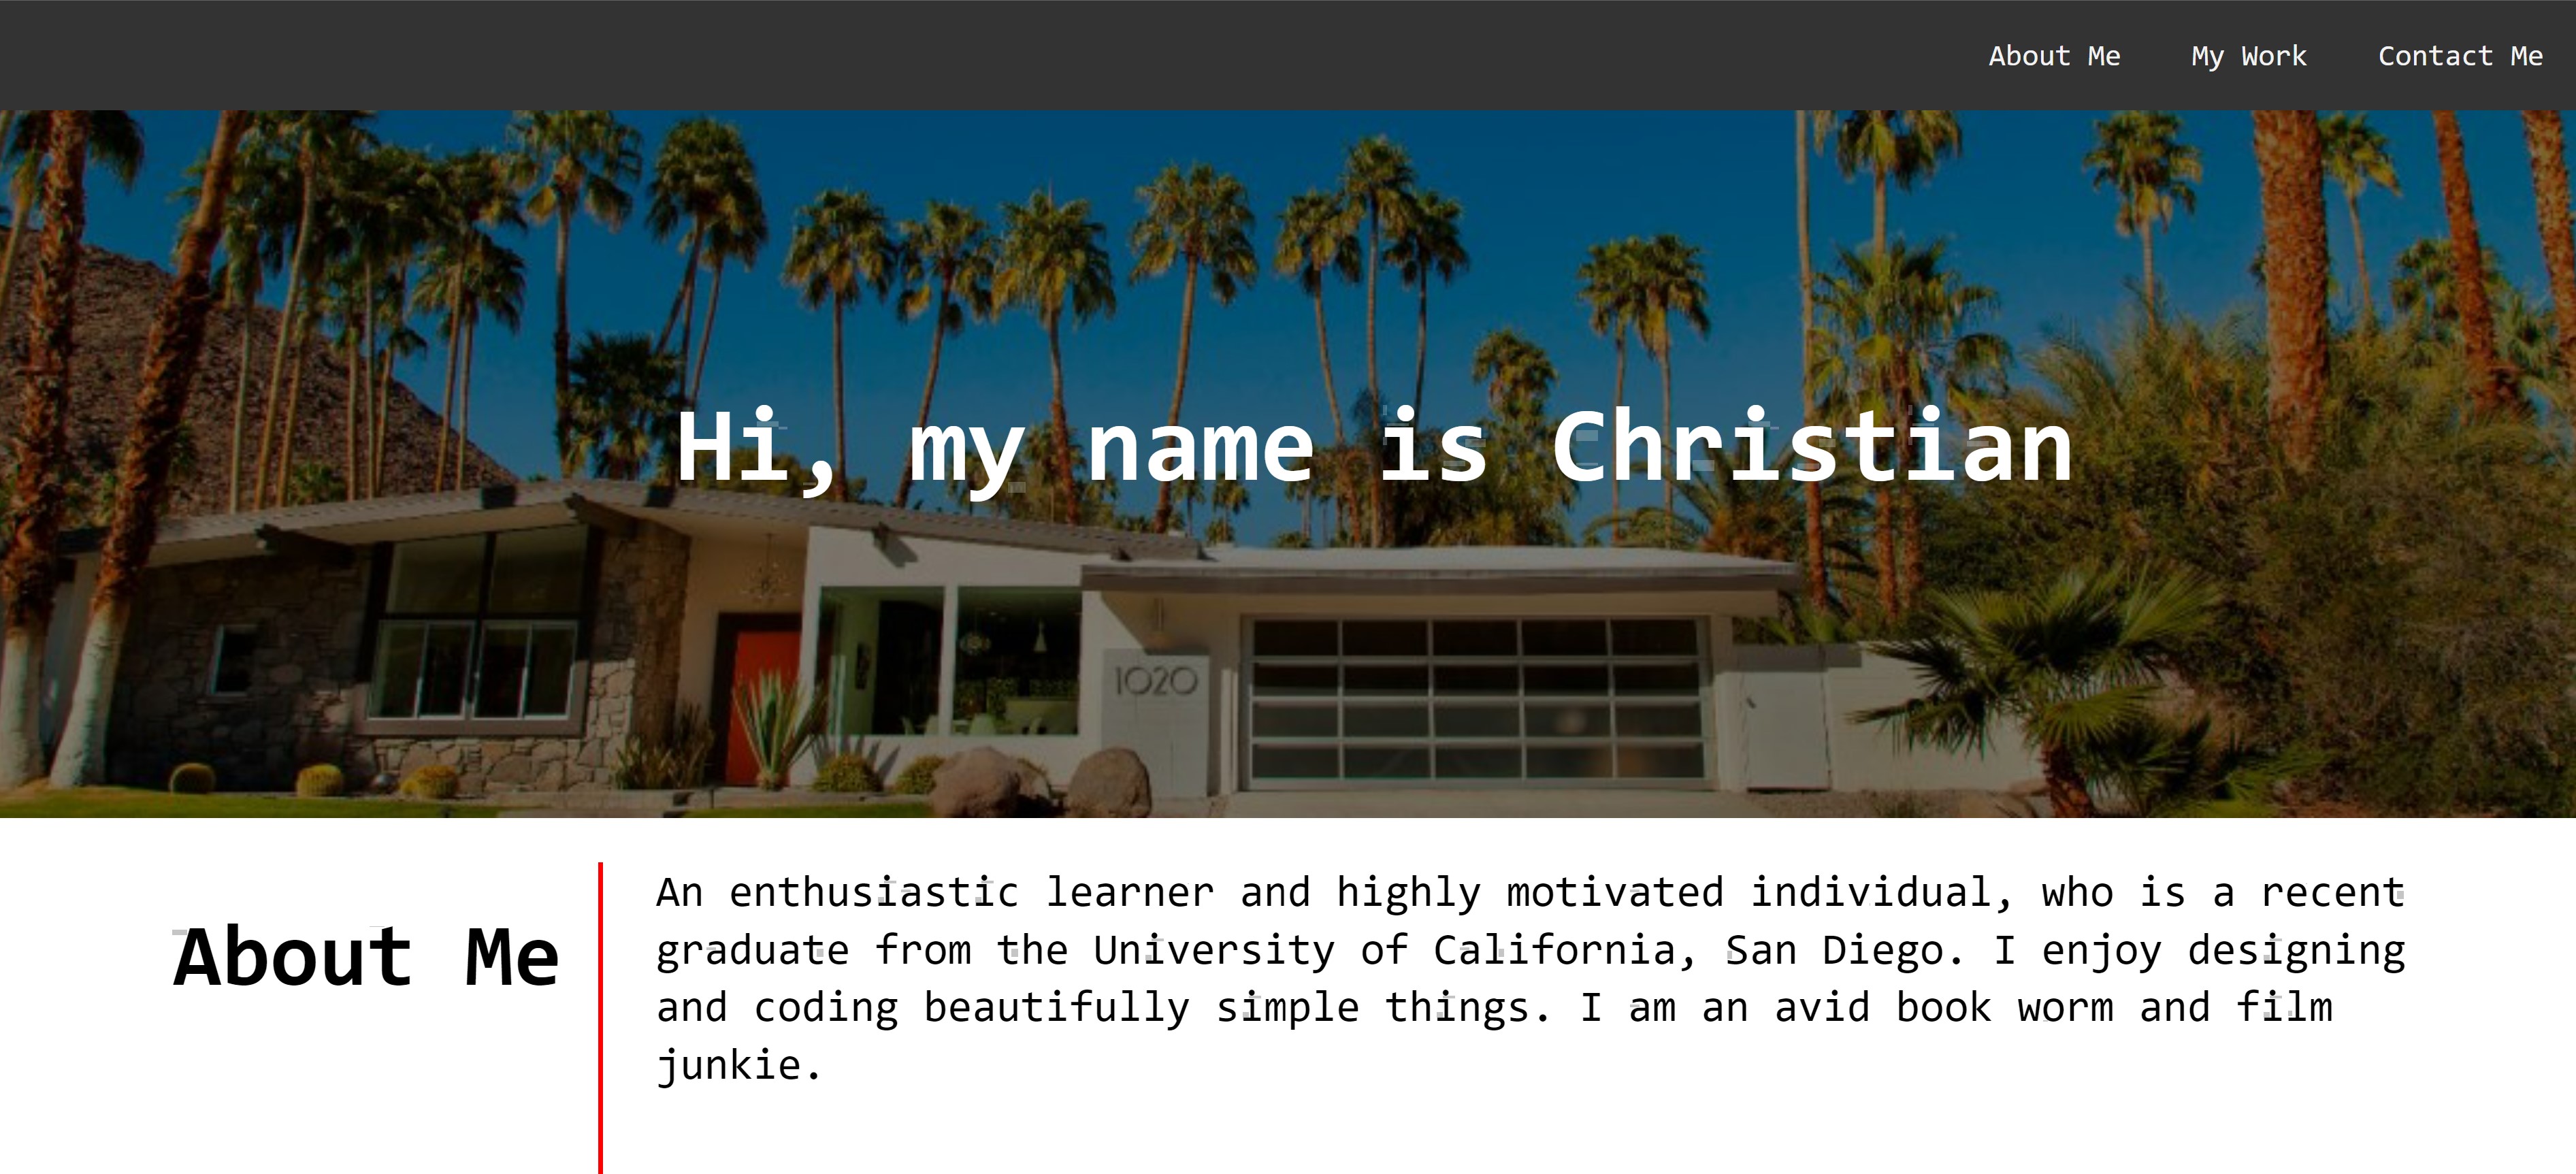 About Me My Work Contact Me
Hi, my name is Christian
1020
About Me
An enthusiastic learner and highly motivated individual, who is a recent
graduate from the University of California, San Diego. I enjoy designing
and coding beautifully simple things. I am an avid book worm and film
junkie.